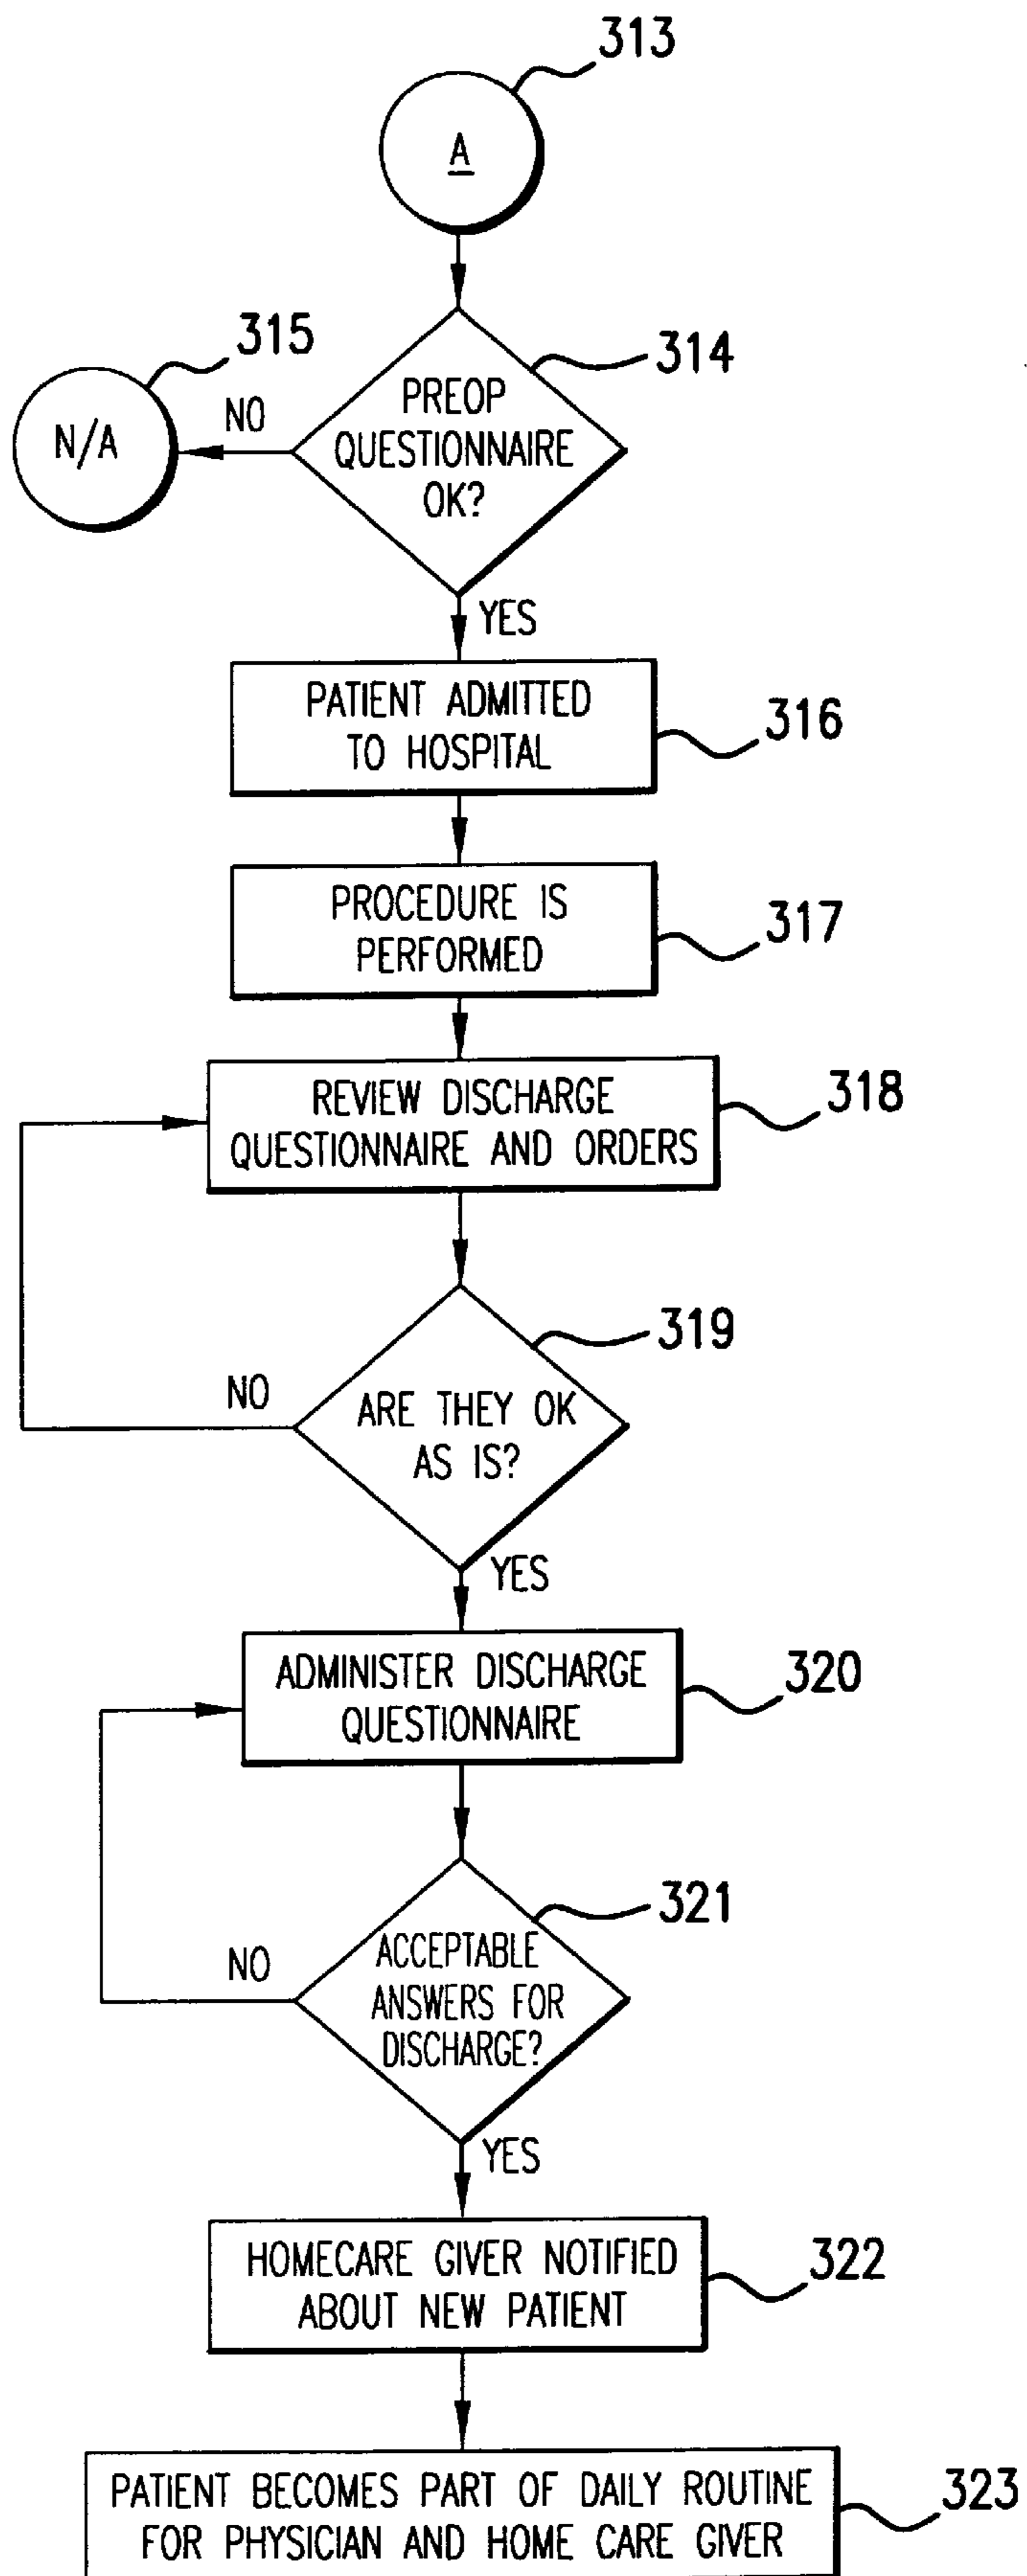 313
A
315
314
N/A
NO
PREOP
QUESTIONNAIRE
OK?
YES
PATIENT ADMITTED
TO HOSPITAL
316
PROCEDURE IS
PERFORMED
317
REVIEW DISCHARGE
QUESTIONNAIRE AND ORDERS
318
319
NO
ARE THEY OK
AS IS?
YES
ADMINISTER DISCHARGE
QUESTIONNAIRE
320
321
NO
ACCEPTABLE
ANSWERS FOR
DISCHARGE?
YES
HOMECARE GIVER NOTIFIED
ABOUT NEW PATIENT
322
PATIENT BECOMES PART OF DAILY ROUTINE
FOR PHYSICIAN AND HOME CARE GIVER
323